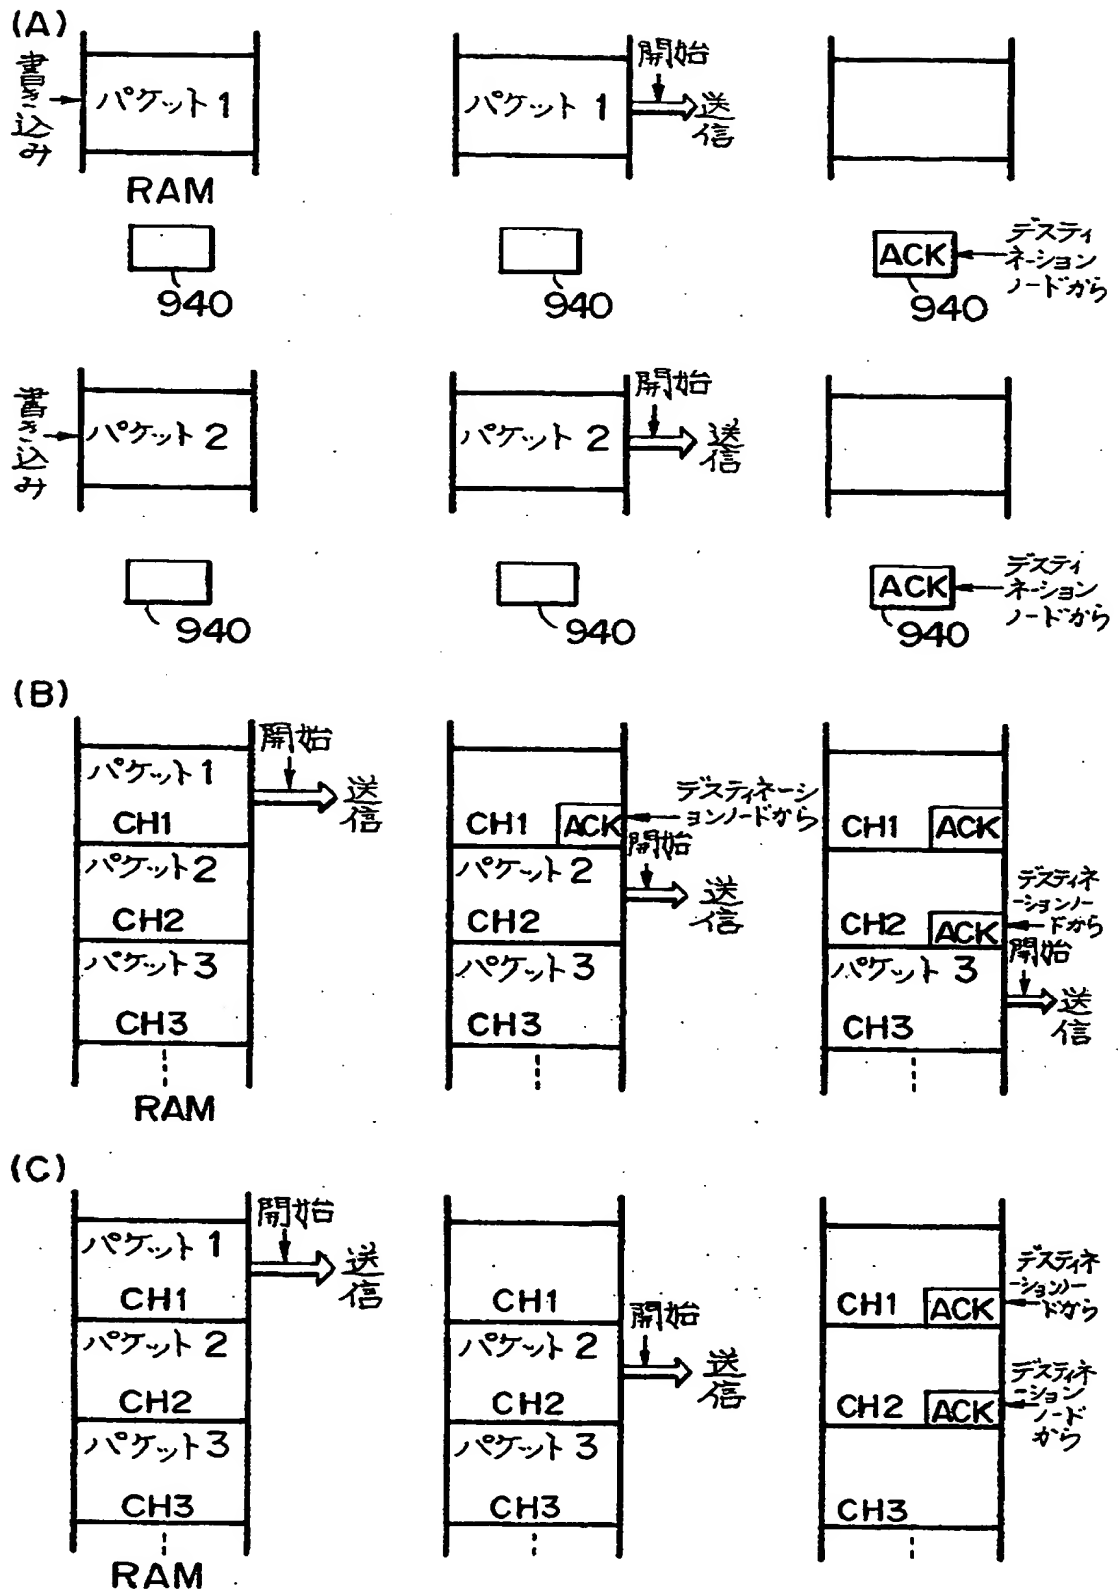 (A)
書き込み
パケット 1
RAM
940
パケット 1
開始
送信
940
ACK
940
デスティ
ネーション
ノードから
書き込み
パケット 2
940
パケット 2
開始
送信
940
ACK
940
デスティ
ネーション
ノードから
(B)
パケット 1
CH1
パケット 2
CH2
パケット 3
CH3
RAM
開始
送信
CH1 ACK
パケット 2
CH2
パケット 3
CH3
デスティネーシ
ョンノードから
開始
送信
CH1 ACK
CH2 ACK
パケット 3
CH3
デスティネ
ーションノー
ドから
開始
送信
(C)
パケット 1
CH1
パケット 2
CH2
パケット 3
CH3
RAM
開始
送信
CH1
パケット 2
CH2
パケット 3
CH3
開始
送信
CH1 ACK
CH2 ACK
CH3
デスティネ
ーションノー
ドから
デスティネ
ーション
ノード
から